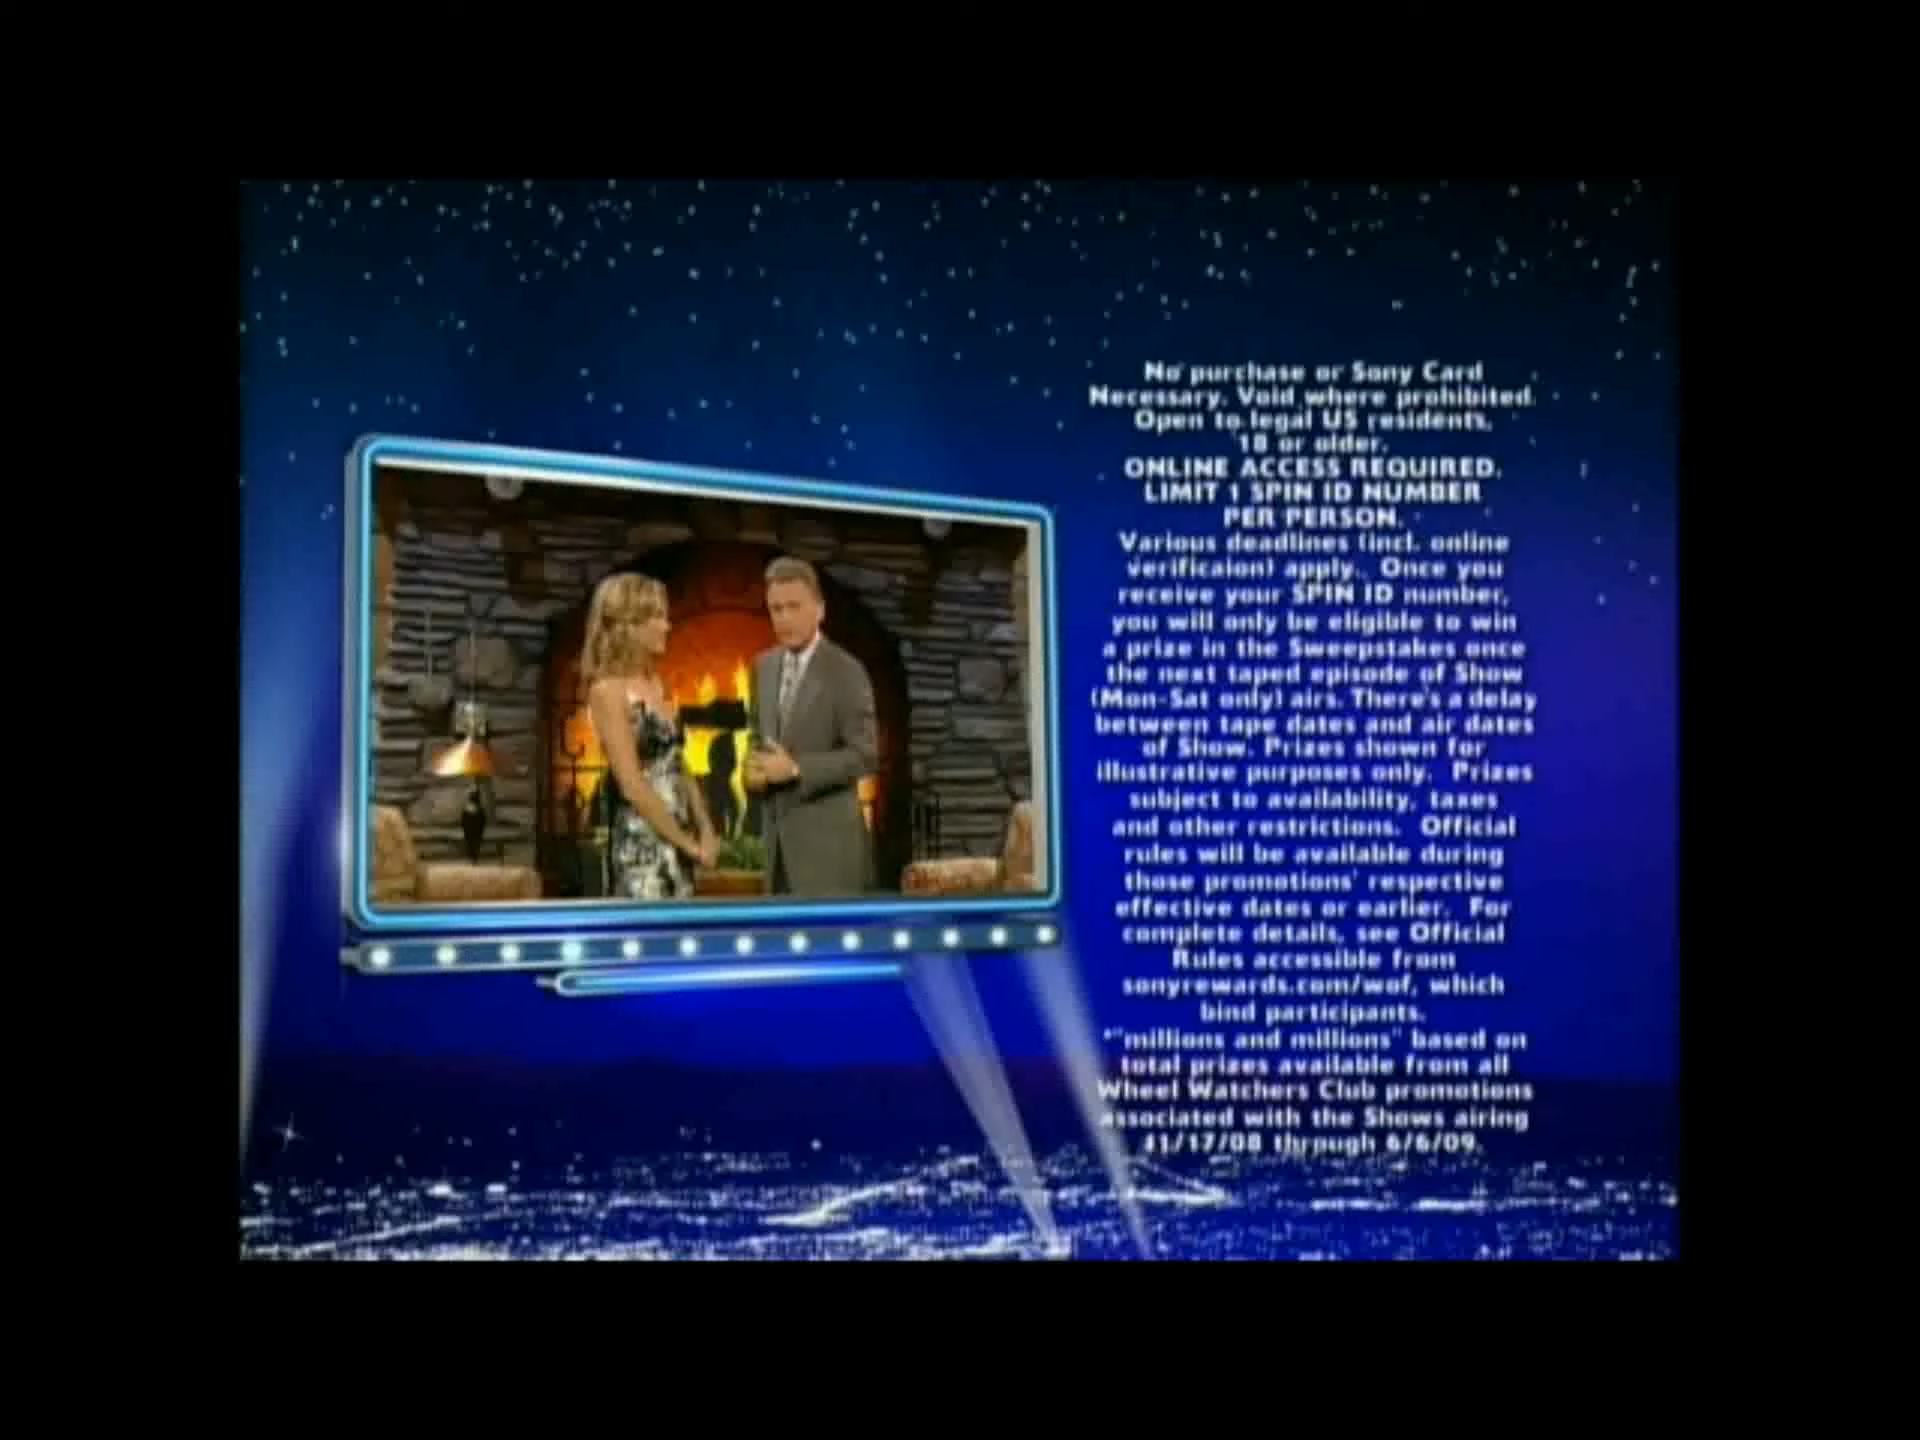 No purchase or Sony Card
Necessary. Void where prohibited.
Open to legal US residents,
18 or older.
ONLINE ACCESS REQUIRED.
LIMIT 1 SPIN ID NUMBER
PER PERSON.
Various deadlines (incl. online
verificaion) apply. Once you
receive your SPIN ID number,
you will only be eligible to win
a prize in the Sweepstakes once
the next taped episode of Show
(Mon-Sat only) airs. There's a delay
between tape dates and air dates
of Show. Prizes shown for
illustrative purposes only. Prizes
subject to availability, taxes
and other restrictions. Official
rules will be available during
those promotions' respective
effective dates or earlier. For
complete details, see Official
Rules accessible from
sonyrewards.com/wof, which
bind participants.
*"millions and millions" based on
total prizes available from all
Wheel Watchers Club promotions
associated with the Shows airing
11/17/08 through 6/6/09.